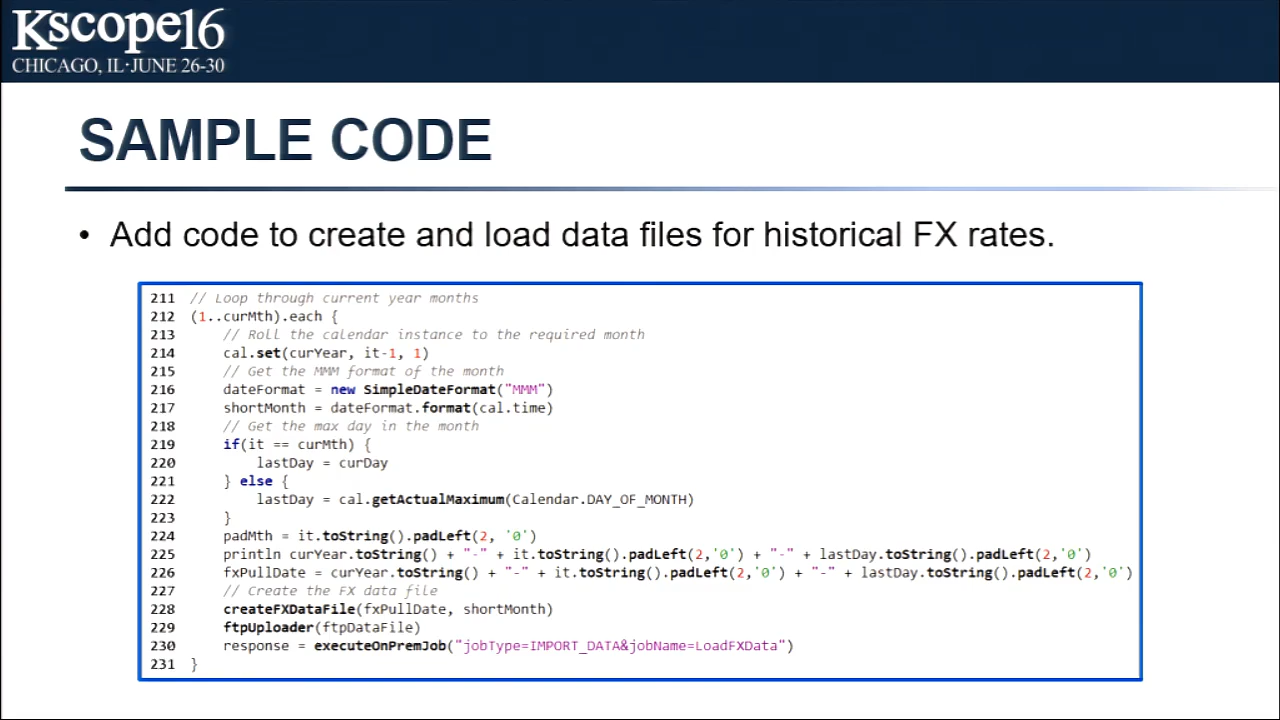 Kscope16
CHICAGO, IL·JUNE 26-30
SAMPLE CODE
• Add code to create and load data files for historical FX rates.
211 // Loop through current year months
212 (1..curMth).each {
213 // Roll the calendar instance to the required month
214 cal.set(curYear, it-1, 1)
215 // Get the MMM format of the month
216 dateFormat = new SimpleDateFormat("MMM")
217 shortMonth = dateFormat.format(cal.time)
218 // Get the max day in the month
219 if(it == curMth) {
220 lastDay = curDay
221 } else {
222 lastDay = cal.getActualMaximum(Calendar.DAY_OF_MONTH)
223 }
224 padMth = it.toString().padLeft(2, '0')
225 println curYear.toString() + "-" + it.toString().padLeft(2,'0') + "-" + lastDay.toString().padLeft(2,'0')
226 fxPullDate = curYear.toString() + "-" + it.toString().padLeft(2,'0') + "-" + lastDay.toString().padLeft(2,'0')
227 // Create the FX data file
228 createFXDataFile(fxPullDate, shortMonth)
229 ftpUploader(ftpDataFile)
230 response = executeOnPremJob("jobType=IMPORT_DATA&jobName=LoadFXData")
231 }